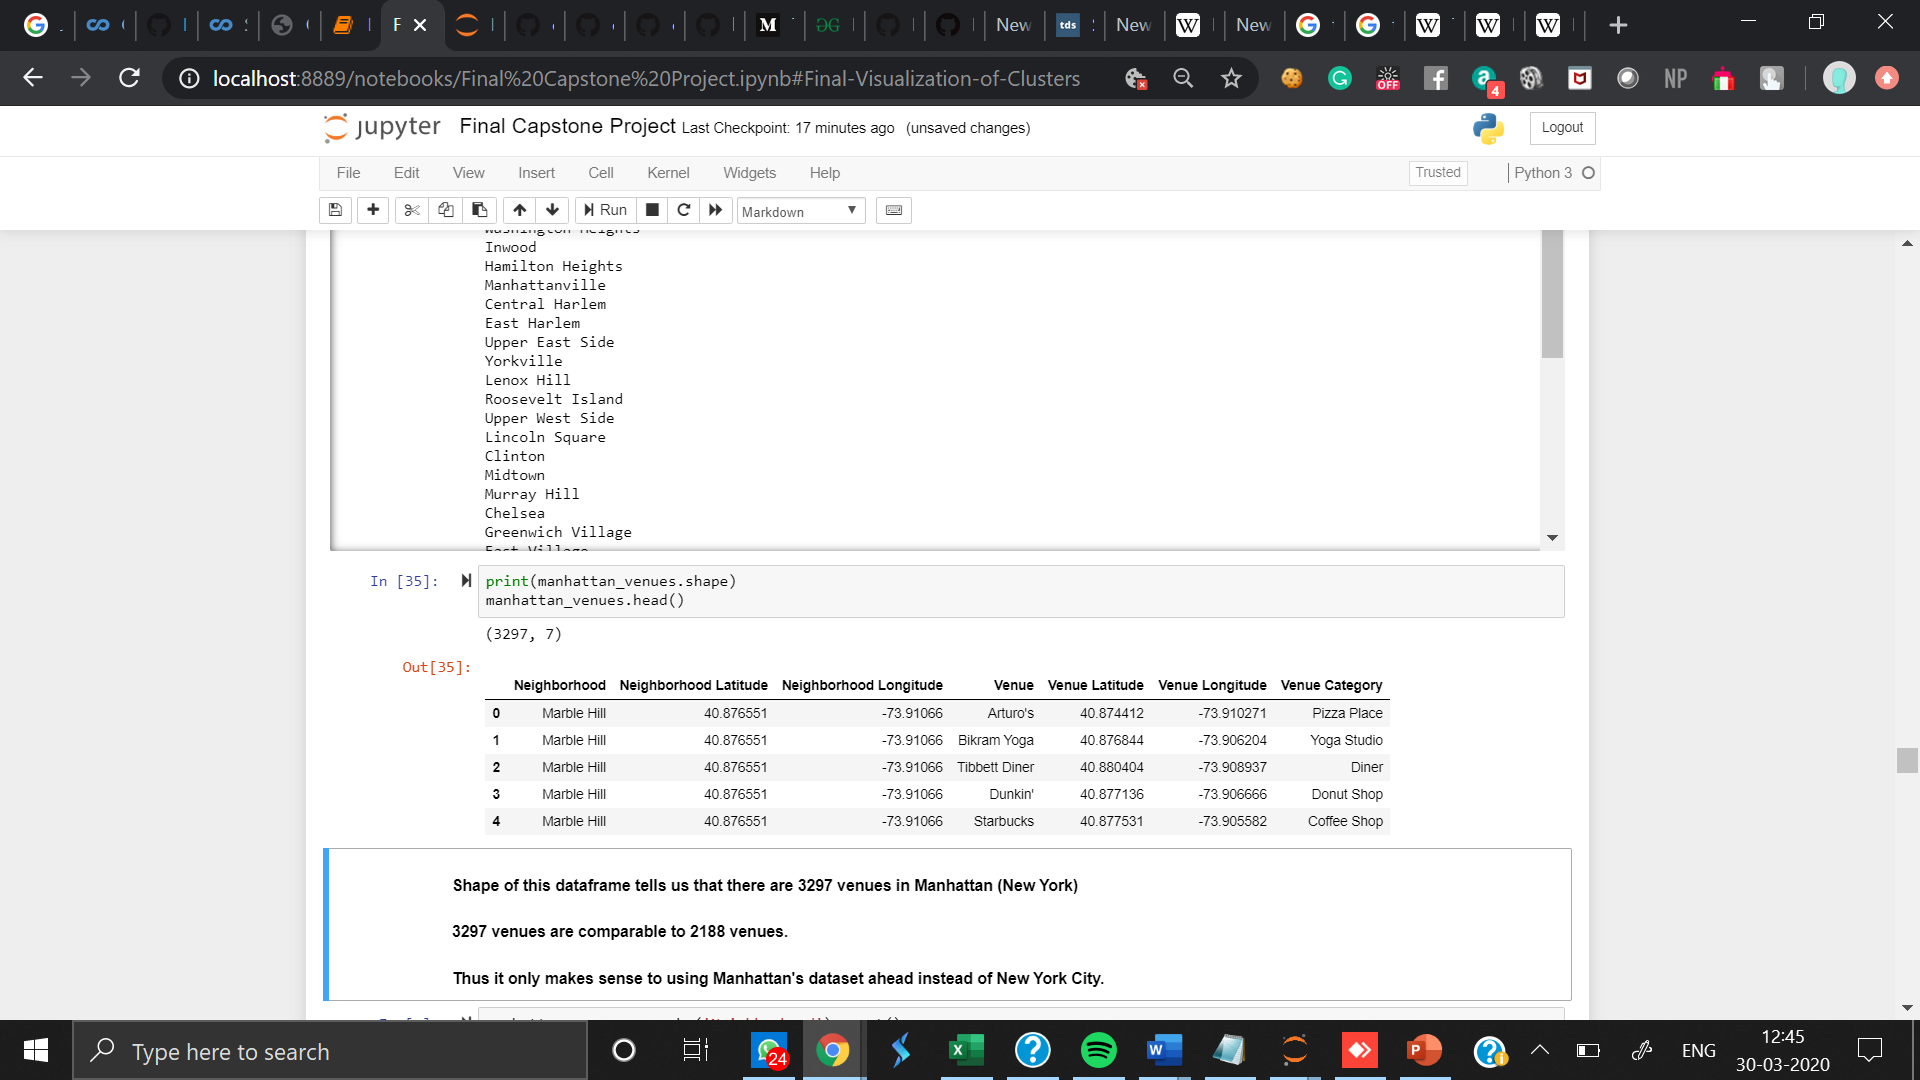 M
tds
New
New
New
localhost:8889/notebooks/Final%20Capstone%20Project.ipynb#Final-Visualization-of-Clusters
OFF
4
NP
jupyter Final Capstone Project Last Checkpoint: 17 minutes ago (unsaved changes)
Logout
File Edit View Insert Cell Kernel Widgets Help
Trusted
Python 3
Run
Markdown
Washington Heights
Inwood
Hamilton Heights
Manhattanville
Central Harlem
East Harlem
Upper East Side
Yorkville
Lenox Hill
Roosevelt Island
Upper West Side
Lincoln Square
Clinton
Midtown
Murray Hill
Chelsea
Greenwich Village
East Village
In [35]: print(manhattan_venues.shape)
manhattan_venues.head()
(3297, 7)
Out[35]:
Neighborhood Neighborhood Latitude Neighborhood Longitude Venue Venue Latitude Venue Longitude Venue Category
0 Marble Hill 40.876551 -73.91066 Arturo's 40.874412 -73.910271 Pizza Place
1 Marble Hill 40.876551 -73.91066 Bikram Yoga 40.876844 -73.906204 Yoga Studio
2 Marble Hill 40.876551 -73.91066 Tibbett Diner 40.880404 -73.908937 Diner
3 Marble Hill 40.876551 -73.91066 Dunkin' 40.877136 -73.906666 Donut Shop
4 Marble Hill 40.876551 -73.91066 Starbucks 40.877531 -73.905582 Coffee Shop
Shape of this dataframe tells us that there are 3297 venues in Manhattan (New York)
3297 venues are comparable to 2188 venues.
Thus it only makes sense to using Manhattan's dataset ahead instead of New York City.
Type here to search
24
ENG
12:45
30-03-2020